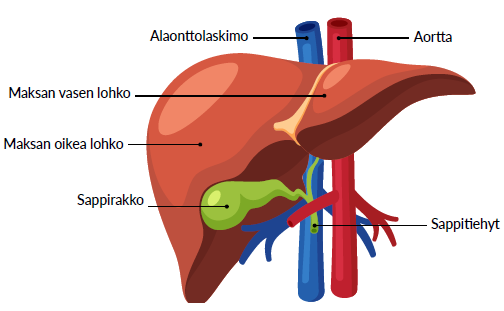 Alaonttolaskimo
Aortta
Maksan vasen lohko
Maksan oikea lohko
Sappirakko
Sappitiehyt